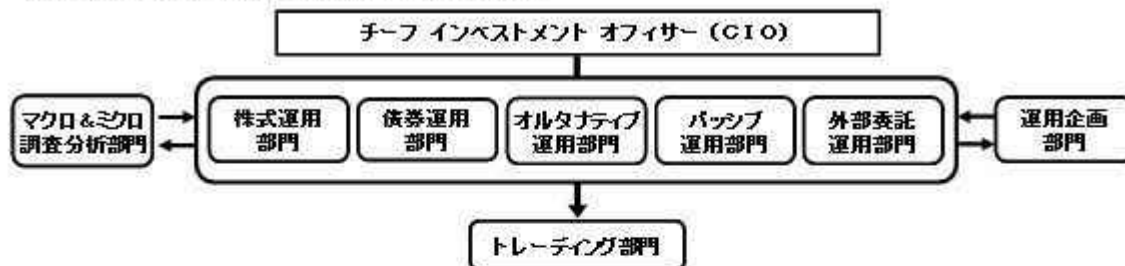 チーフ インベストメント オフィサー (CIO)
マクロ&ミクロ
調査分析部門
株式運用
部門
債券運用
部門
オルタナティブ
運用部門
パッシブ
運用部門
外部委託
運用部門
運用企画
部門
トレーディング部門